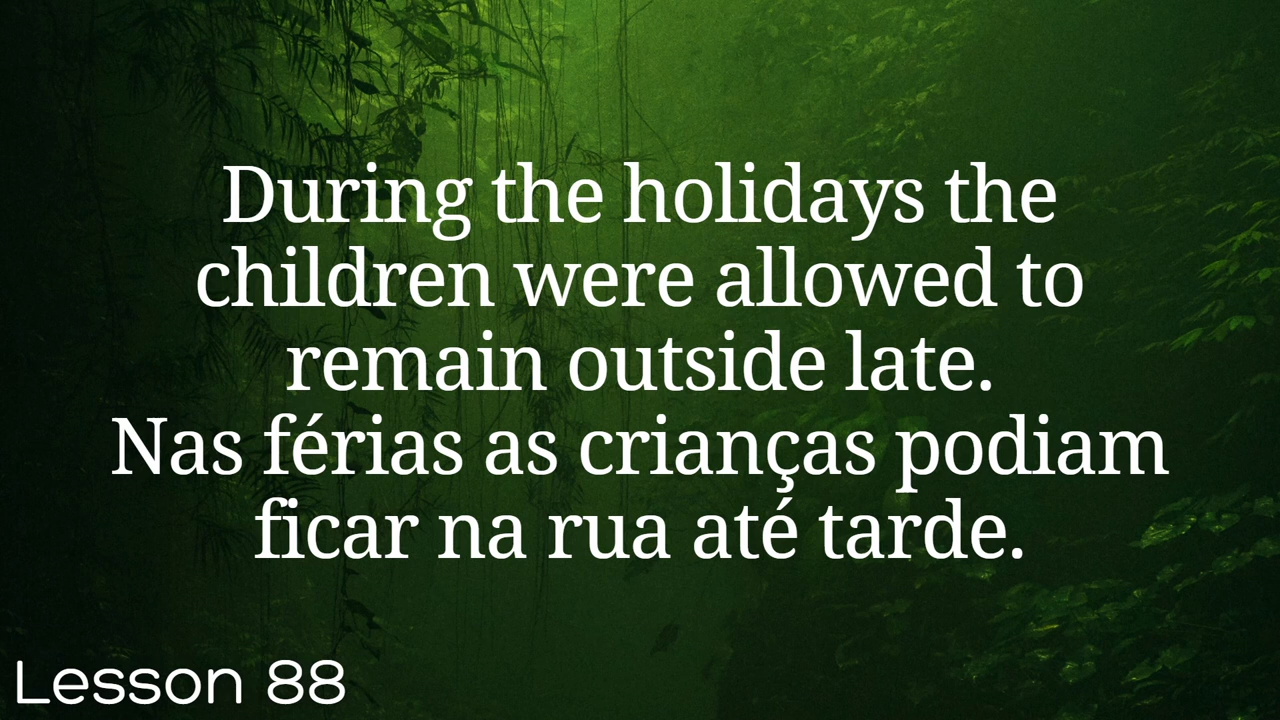 During the holidays the
children were allowed to
remain outside late.
Nas férias as crianças podiam
ficar na rua até tarde.
Lesson 88